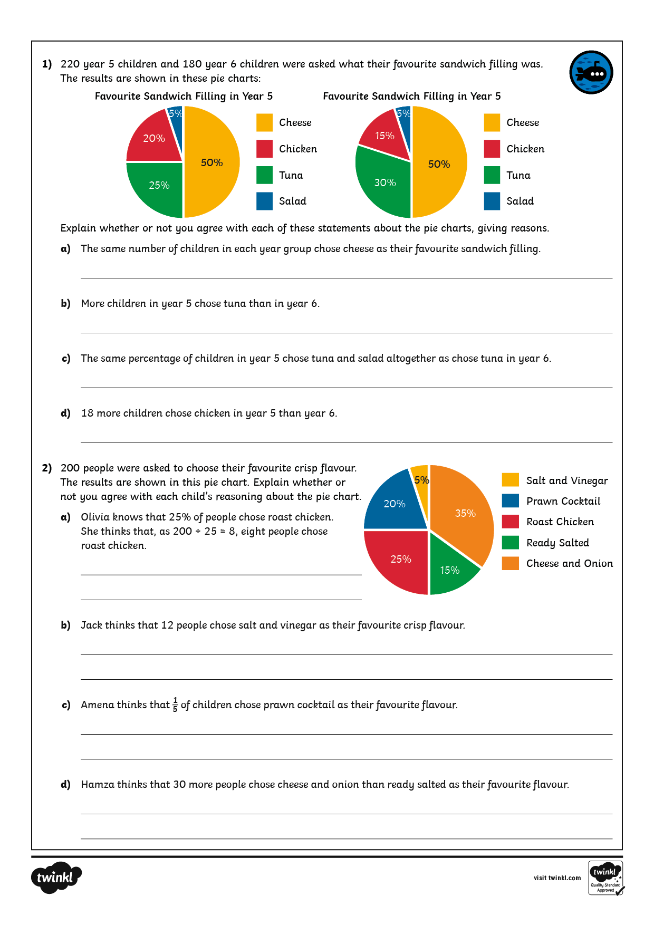 1) 220 year 5 children and 180 year 6 children were asked what their favourite sandwich filling was.
The results are shown in these pie charts:
Favourite Sandwich Filling in Year 5
5%
20%
50%
25%
Cheese
Chicken
Tuna
Salad
Favourite Sandwich Filling in Year 5
5%
15%
50%
30%
Cheese
Chicken
Tuna
Salad
Explain whether or not you agree with each of these statements about the pie charts, giving reasons.
a) The same number of children in each year group chose cheese as their favourite sandwich filling.
b) More children in year 5 chose tuna than in year 6.
c) The same percentage of children in year 5 chose tuna and salad altogether as chose tuna in year 6.
d) 18 more children chose chicken in year 5 than year 6.
2) 200 people were asked to choose their favourite crisp flavour.
The results are shown in this pie chart. Explain whether or
not you agree with each child's reasoning about the pie chart.
a) Olivia knows that 25% of people chose roast chicken.
She thinks that, as 200 ÷ 25 = 8, eight people chose
roast chicken.
5%
20%
35%
25%
15%
Salt and Vinegar
Prawn Cocktail
Roast Chicken
Ready Salted
Cheese and Onion
b) Jack thinks that 12 people chose salt and vinegar as their favourite crisp flavour.
c) Amena thinks that 1/5 of children chose prawn cocktail as their favourite flavour.
d) Hamza thinks that 30 more people chose cheese and onion than ready salted as their favourite flavour.
twinkl
visit twinkl.com
twinkl
Quality Standard
Approved